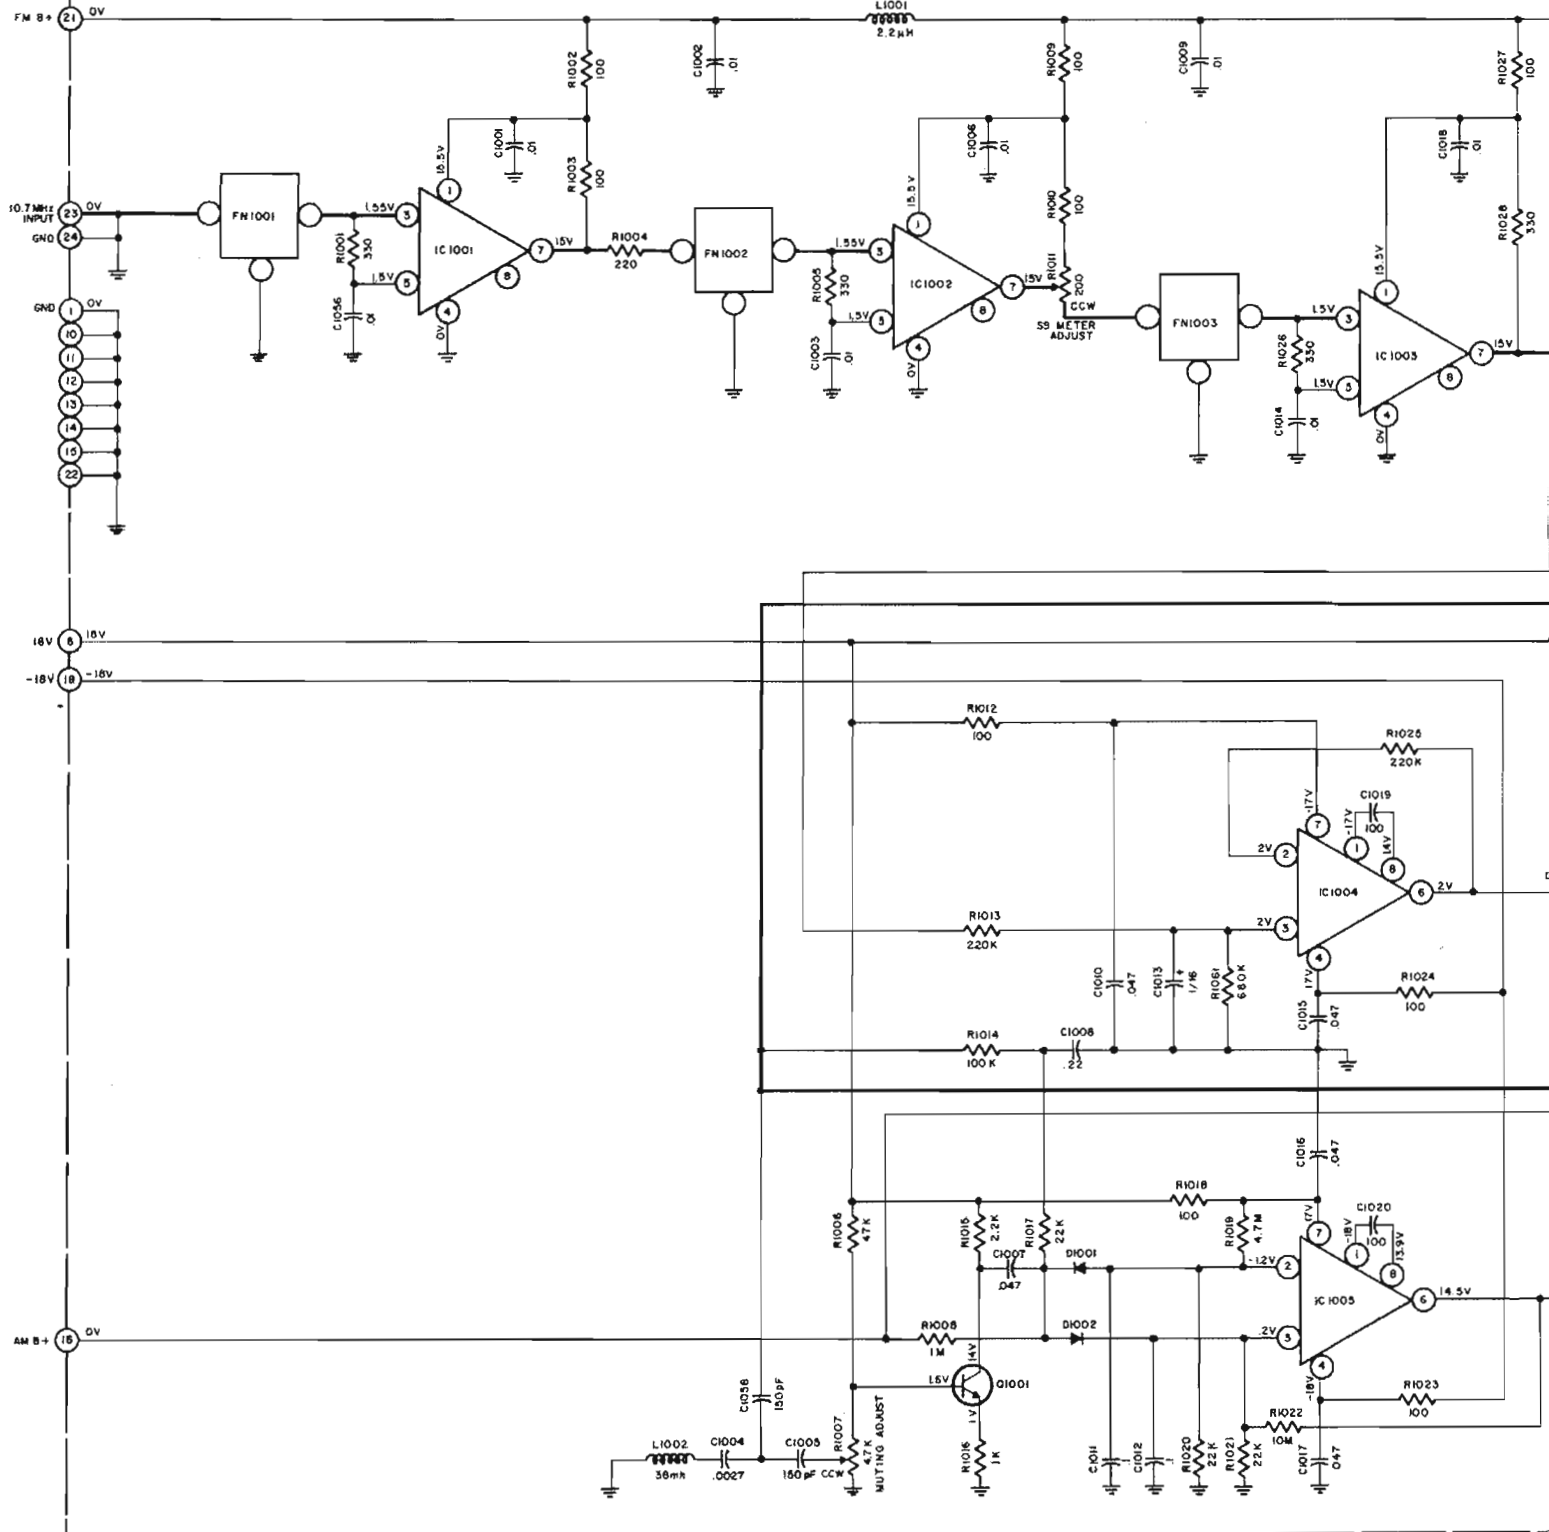 FM B+ 21 0V
L1001
2.2µH
R1002 100
C1002 .01
R1009 100
C1009 .01
R1027 100
15.5V
C1001 .01
R1003 100
15.5V
C1006 .01
R1010 100
15.5V
C1018 .01
R1028 330
10.7 MHz INPUT 23 0V
GND 24
FN1001
1.55V 3
1
R1001 330
1.5V 5
C1056 .01
IC1001
7 15V
8
4
0V
R1004
220
FN1002
1.55V 3
1
R1005 330
1.5V 5
C1003 .01
IC1002
7 15V
8
4
0V
R1011 200
CCW
S9 METER ADJUST
FN1003
1.5V 3
1
R1026 330
1.5V 5
C1014 .01
IC1003
7 15V
8
4
0V
GND 1 0V
10
11
12
13
14
15
22
18V 6 18V
-18V 18 -18V
R1012
100
R1025
220K
-17V 7
-17V 1
C1019
100
14V 8
2V 2
IC1004
6 2V
2V 3
4
17V
R1013
220K
C1010 .047
C1013 + 1/16
R1061 680K
C1015 .047
R1024
100
R1014
100K
C1008
.22
C1016 .047
R1006 47K
R1015 2.2K
R1017 22K
R1018
100
R1019 4.7M
17V 7
-18V 1
C1020
100
13.9V 8
C1007
.047
D1001
-1.2V 2
IC1005
6 14.5V
AM B+ 16 0V
R1008
1M
D1002
.2V 3
4
-18V
14V
1.6V
Q1001
1V
R1016 1K
C1058 150pF
R1007 4.7K
MUTING ADJUST
L1002
36mh
C1004
.0027
C1005
150pF CCW
C1011 .1
C1012 .1
R1020 22K
R1021 22K
R1022
10M
C1017 .047
R1023
100